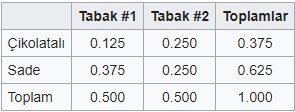 Tabak #1 Tabak #2 Toplamlar
Çikolatalı 0.125 0.250 0.375
Sade 0.375 0.250 0.625
Toplam 0.500 0.500 1.000